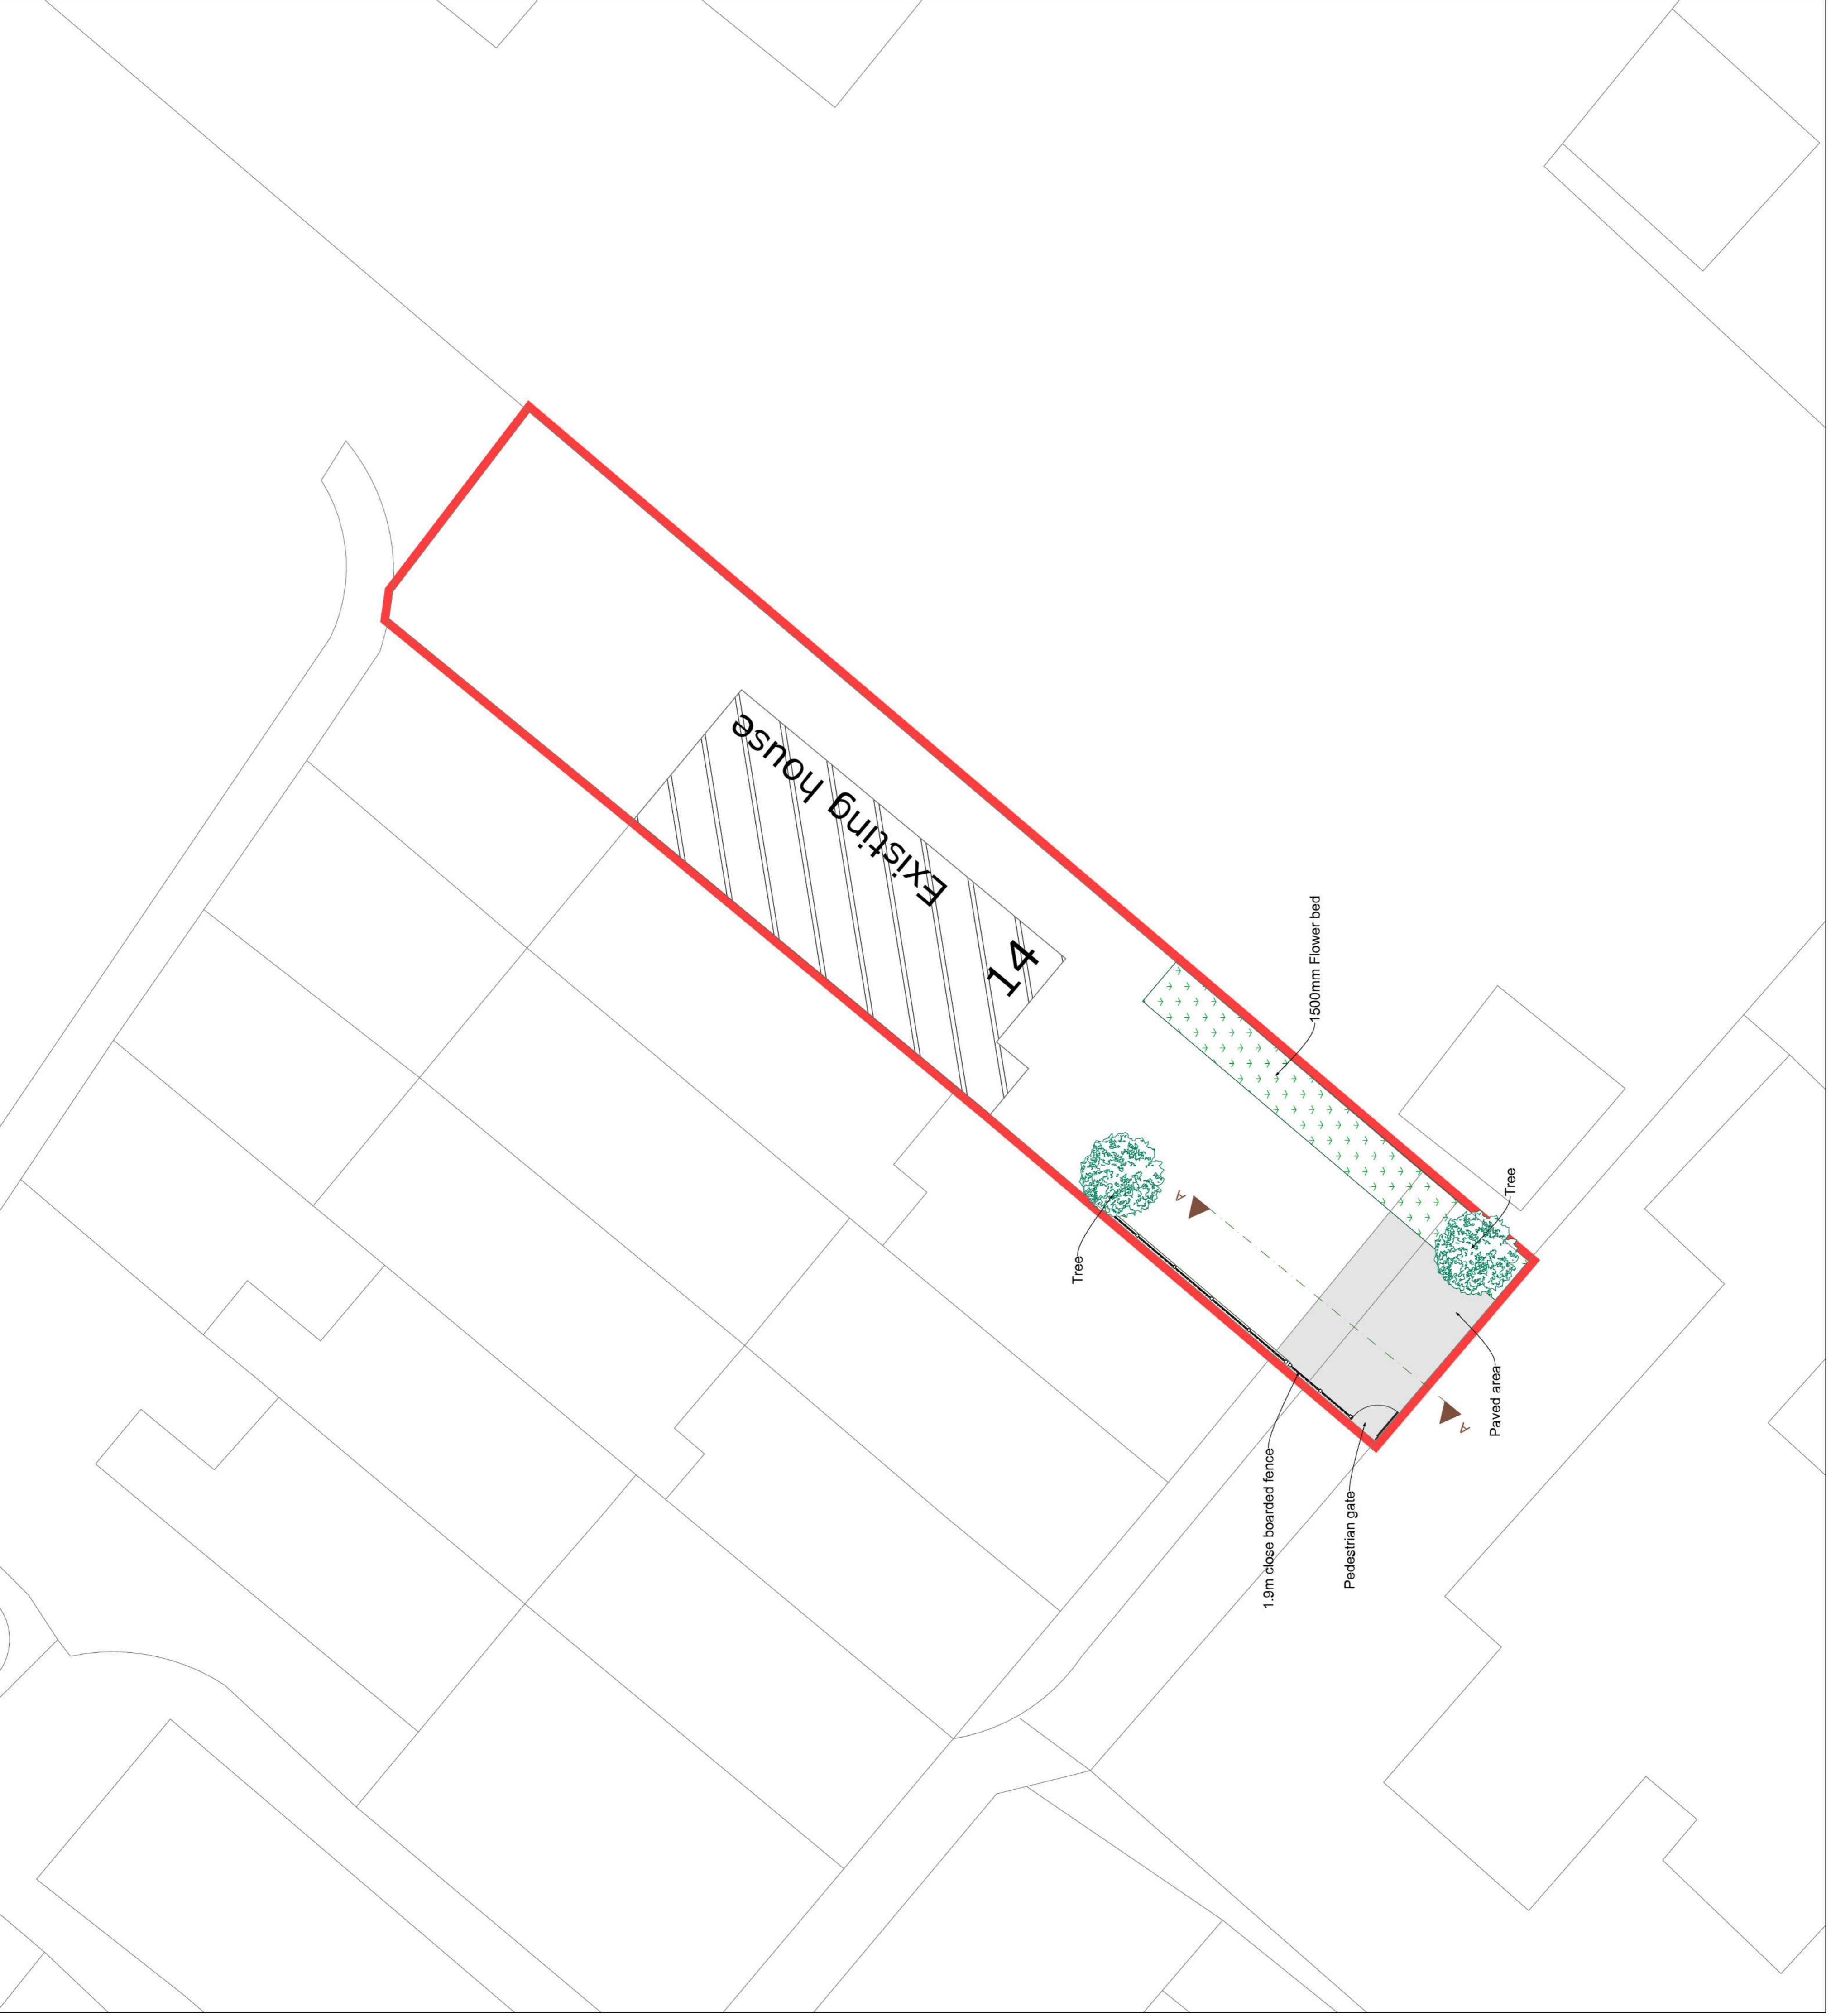 Existing house
14
1500mm Flower bed
Tree
Tree
A
A
Paved area
1.9m close boarded fence
Pedestrian gate